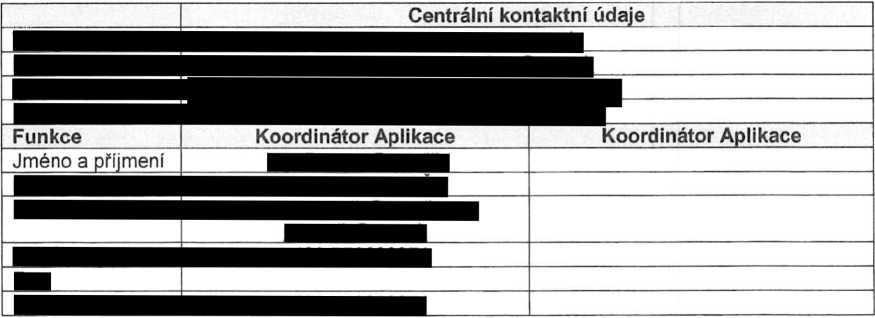 Centrální kontaktní údaje
Funkce Koordinátor Aplikace Koordinátor Aplikace
Jméno a příjmení